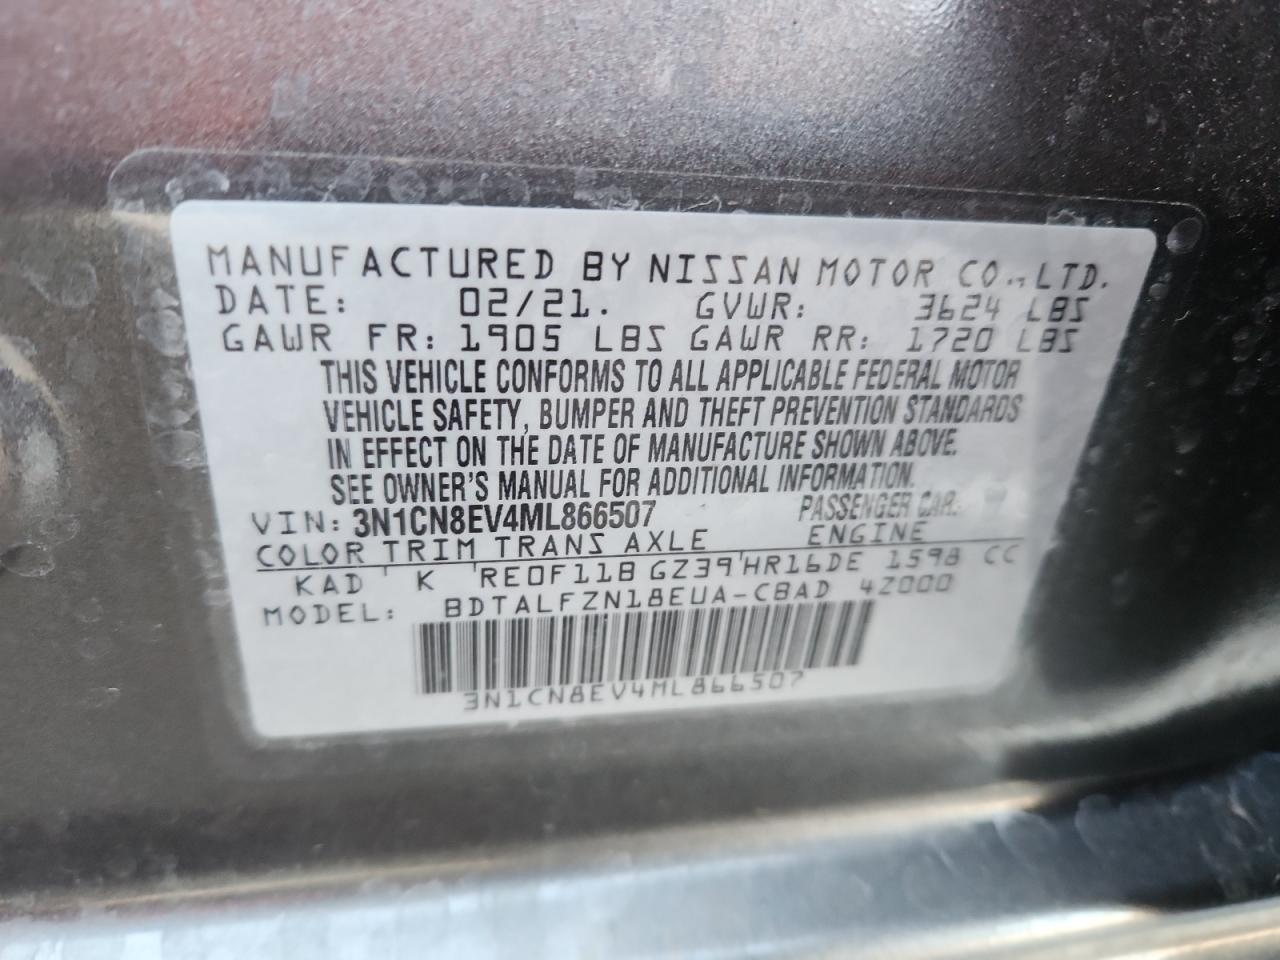 MANUFACTURED BY NISSAN MOTOR CO., LTD.
DATE: 02/21. GVWR: 3624 LBS
GAWR FR: 1905 LBS GAWR RR: 1720 LBS
THIS VEHICLE CONFORMS TO ALL APPLICABLE FEDERAL MOTOR
VEHICLE SAFETY, BUMPER AND THEFT PREVENTION STANDARDS
IN EFFECT ON THE DATE OF MANUFACTURE SHOWN ABOVE.
SEE OWNER'S MANUAL FOR ADDITIONAL INFORMATION.
VIN: 3N1CN8EV4ML866507 PASSENGER CAR.
COLOR TRIM TRANS AXLE ENGINE
KAD K RE0F11B GZ39 HR16DE 1598 CC
MODEL: BDTALFZN18EUA-CBAD 4Z000
3N1CN8EV4ML866507